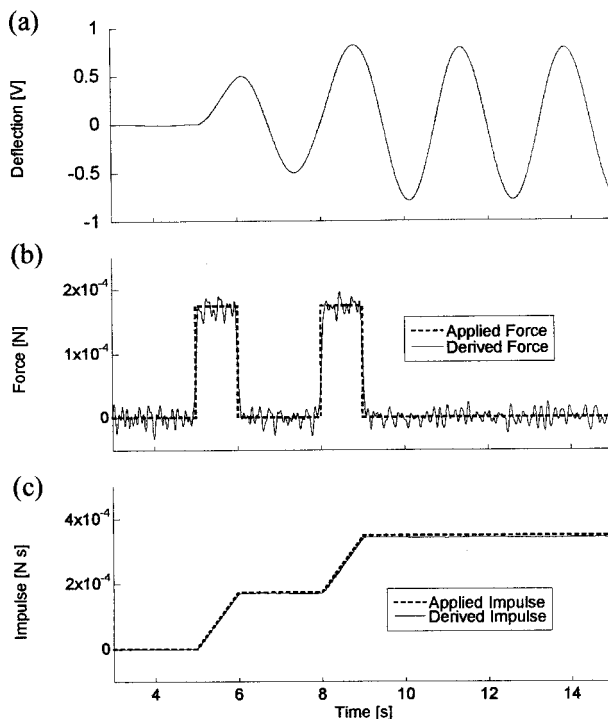 (a)
1
0.5
0
-0.5
-1
Deflection [V]
(b)
2x10⁻⁴
1x10⁻⁴
0
Force [N]
Applied Force
Derived Force
(c)
4x10⁻⁴
2x10⁻⁴
0
Impulse [N s]
Applied Impulse
Derived Impulse
4 6 8 10 12 14
Time [s]